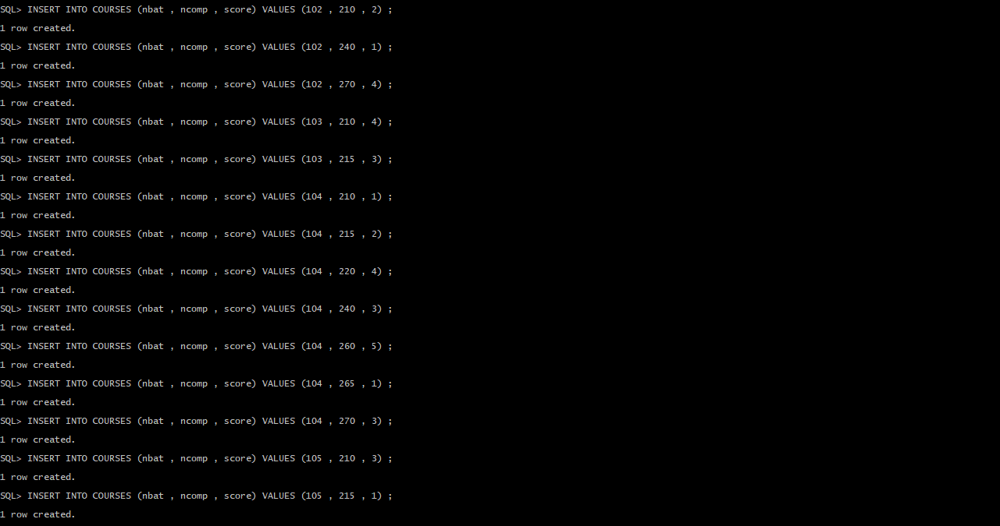 SQL> INSERT INTO COURSES (nbat , ncomp , score) VALUES (102 , 210 , 2) ;
1 row created.
SQL> INSERT INTO COURSES (nbat , ncomp , score) VALUES (102 , 240 , 1) ;
1 row created.
SQL> INSERT INTO COURSES (nbat , ncomp , score) VALUES (102 , 270 , 4) ;
1 row created.
SQL> INSERT INTO COURSES (nbat , ncomp , score) VALUES (103 , 210 , 4) ;
1 row created.
SQL> INSERT INTO COURSES (nbat , ncomp , score) VALUES (103 , 215 , 3) ;
1 row created.
SQL> INSERT INTO COURSES (nbat , ncomp , score) VALUES (104 , 210 , 1) ;
1 row created.
SQL> INSERT INTO COURSES (nbat , ncomp , score) VALUES (104 , 215 , 2) ;
1 row created.
SQL> INSERT INTO COURSES (nbat , ncomp , score) VALUES (104 , 220 , 4) ;
1 row created.
SQL> INSERT INTO COURSES (nbat , ncomp , score) VALUES (104 , 240 , 3) ;
1 row created.
SQL> INSERT INTO COURSES (nbat , ncomp , score) VALUES (104 , 260 , 5) ;
1 row created.
SQL> INSERT INTO COURSES (nbat , ncomp , score) VALUES (104 , 265 , 1) ;
1 row created.
SQL> INSERT INTO COURSES (nbat , ncomp , score) VALUES (104 , 270 , 3) ;
1 row created.
SQL> INSERT INTO COURSES (nbat , ncomp , score) VALUES (105 , 210 , 3) ;
1 row created.
SQL> INSERT INTO COURSES (nbat , ncomp , score) VALUES (105 , 215 , 1) ;
1 row created.